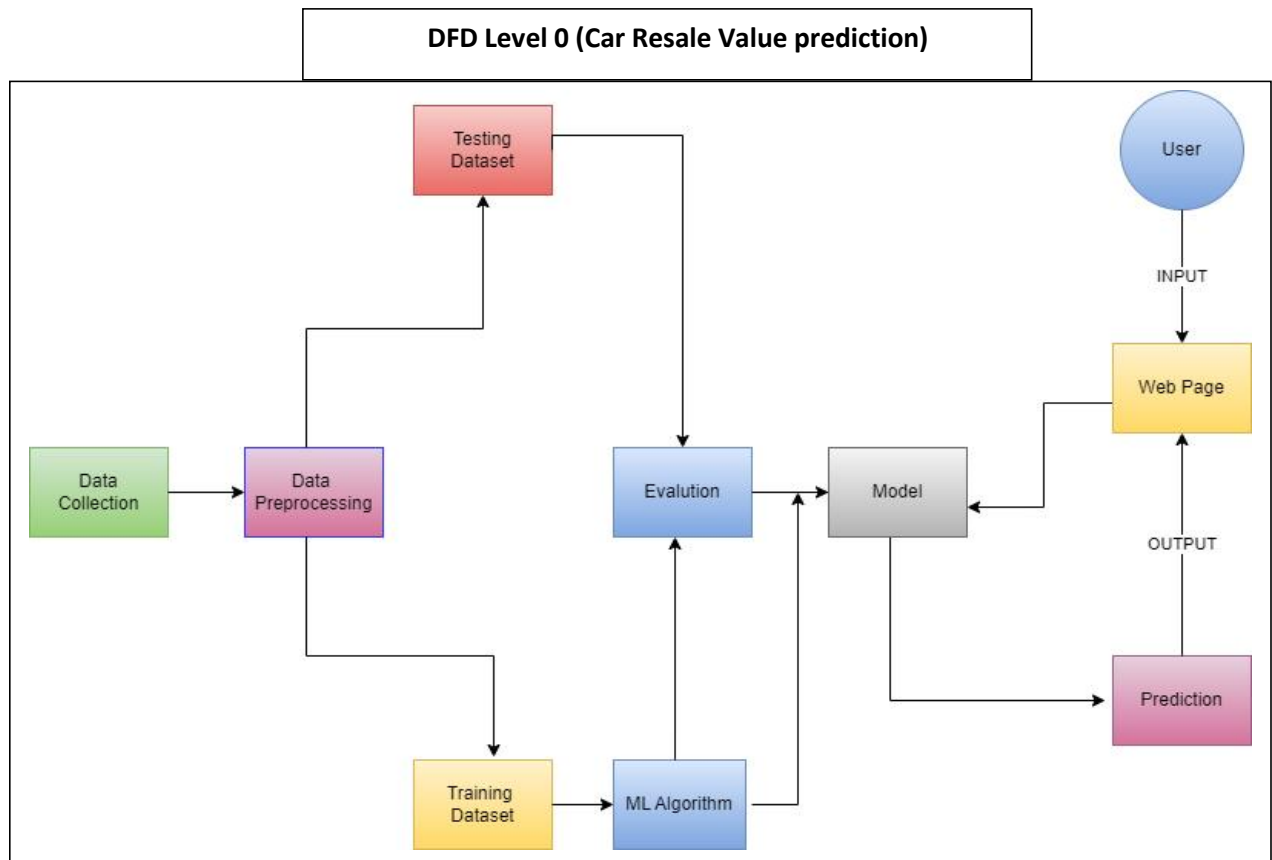 DFD Level 0 (Car Resale Value prediction)
Testing
Dataset
User
INPUT
Web Page
Data
Collection
Data
Preprocessing
Evalution
Model
OUTPUT
Prediction
Training
Dataset
ML Algorithm